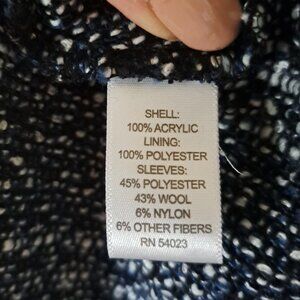 SHELL:
100% ACRYLIC
LINING:
100% POLYESTER
SLEEVES:
45% POLYESTER
43% WOOL
6% NYLON
6% OTHER FIBERS
RN 54023